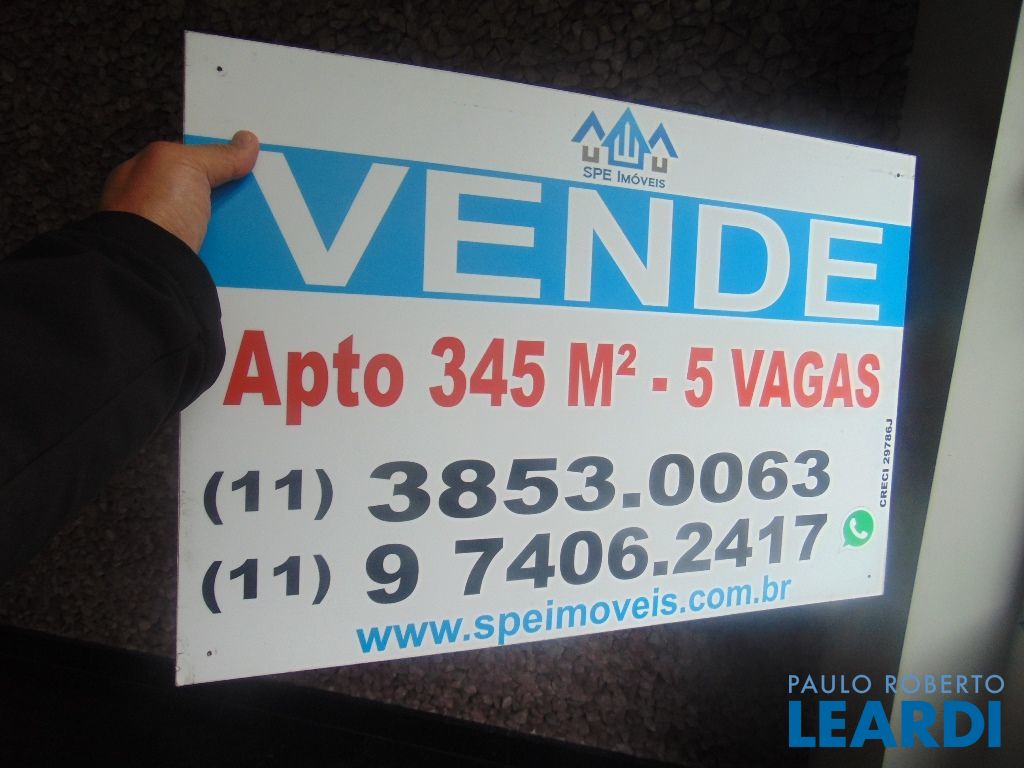 SPE IMÓVEIS
VENDE
Apto 345 M² - 5 VAGAS
CRECI 29786J
(11) 3853.0063
(11) 9 7406.2417
www.speimoveis.com.br
PAULO ROBERTO
LEARDI